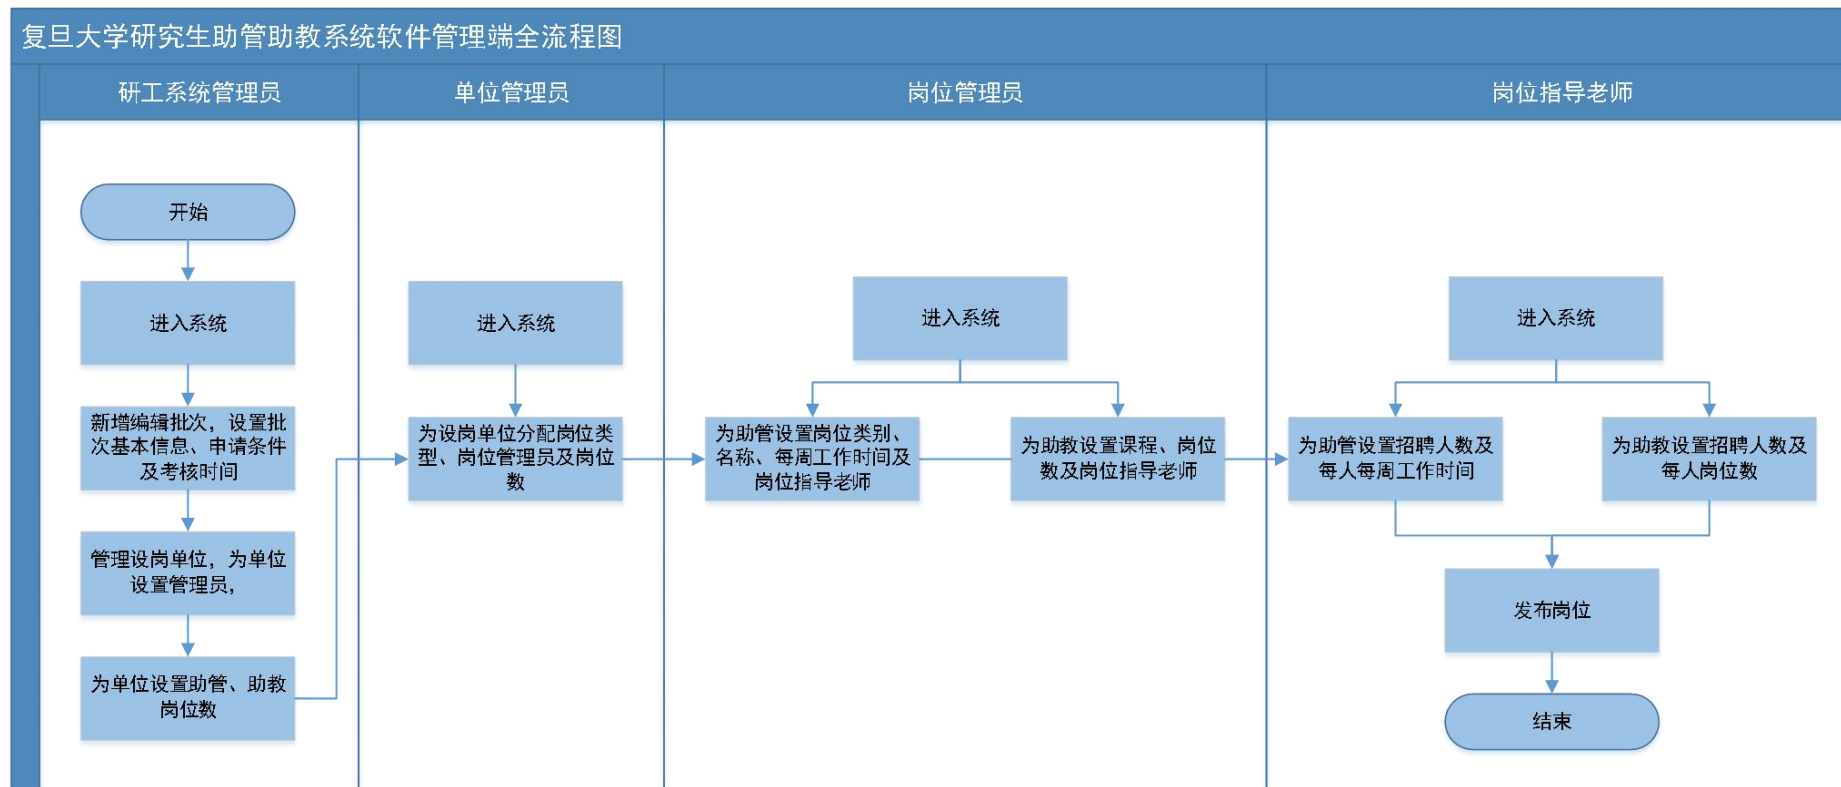 复旦大学研究生助管助教系统软件管理端全流程图
研工系统管理员
单位管理员
岗位管理员
岗位指导老师
开始
进入系统
新增编辑批次，设置批
次基本信息、申请条件
及考核时间
管理设岗单位，为单位
设置管理员，
为单位设置助管、助教
岗位数
进入系统
为设岗单位分配岗位类
型、岗位管理员及岗位
数
进入系统
为助管设置岗位类别、
名称、每周工作时间及
岗位指导老师
为助教设置课程、岗位
数及岗位指导老师
进入系统
为助管设置招聘人数及
每人每周工作时间
为助教设置招聘人数及
每人岗位数
发布岗位
结束